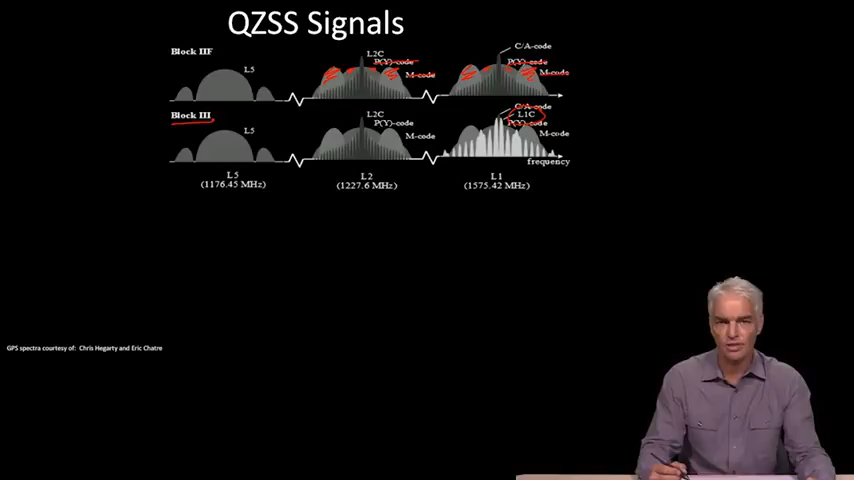 QZSS Signals
Block IIF
L5
L2C
P(Y)-code
M-code
C/A-code
P(Y)-code
M-code
Block III
L5
L2C
P(Y)-code
M-code
C/A-code
L1C
P(Y)-code
M-code
frequency
L5
(1176.45 MHz)
L2
(1227.6 MHz)
L1
(1575.42 MHz)
GPS spectra courtesy of: Chris Hegarty and Eric Chatre